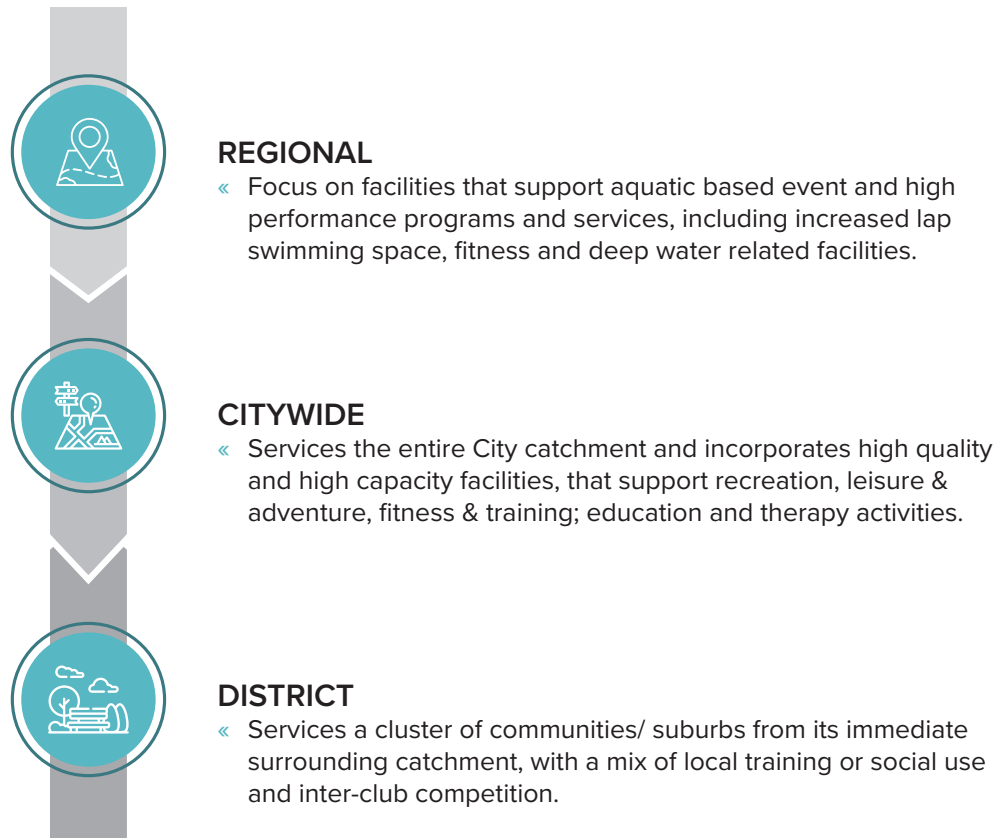 REGIONAL
« Focus on facilities that support aquatic based event and high
performance programs and services, including increased lap
swimming space, fitness and deep water related facilities.
CITYWIDE
« Services the entire City catchment and incorporates high quality
and high capacity facilities, that support recreation, leisure &
adventure, fitness & training; education and therapy activities.
DISTRICT
« Services a cluster of communities/ suburbs from its immediate
surrounding catchment, with a mix of local training or social use
and inter-club competition.